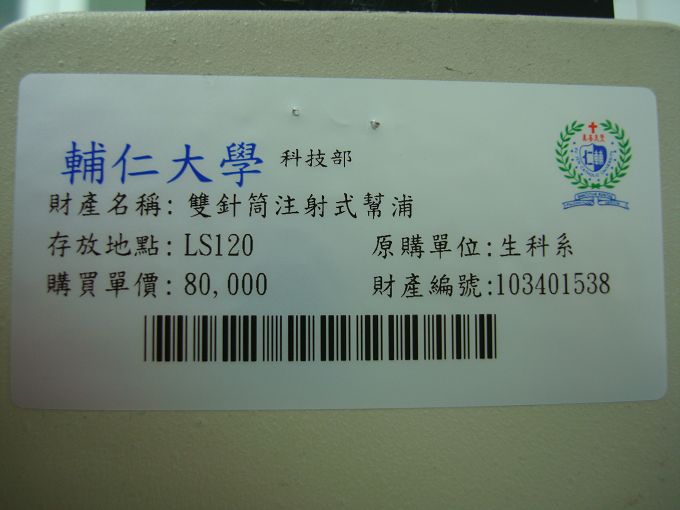 輔仁大學 科技部
財產名稱: 雙針筒注射式幫浦
存放地點: LS120 原購單位:生科系
購買單價: 80,000 財產編號:103401538